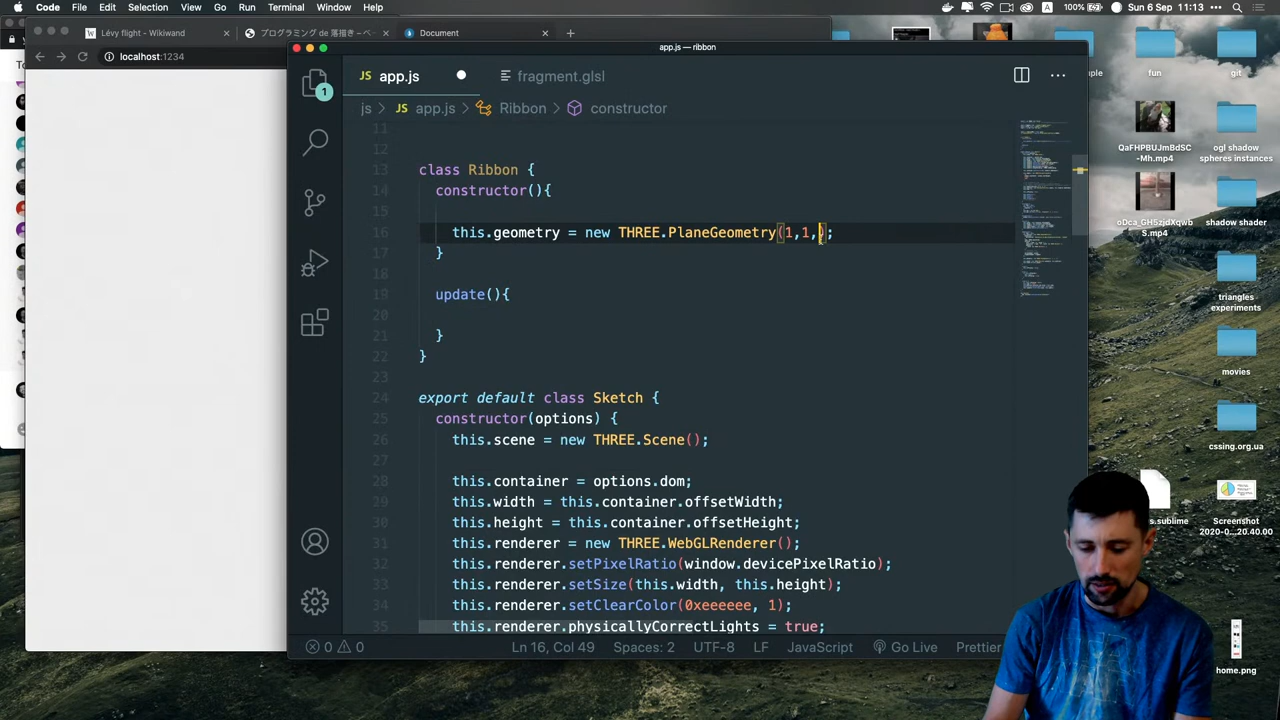 Code File Edit Selection View Go Run Terminal Window Help
A 100% Sun 6 Sep 11:13
Lévy flight - Wikiwand
プログラミング de 落描き – ペー
Document
localhost:1234
app.js — ribbon
JS app.js
fragment.glsl
js > JS app.js > Ribbon > constructor
1
11
12
13 class Ribbon {
14 constructor(){
15
16 this.geometry = new THREE.PlaneGeometry(1,1,);
17 }
18
19 update(){
20
21 }
22 }
23
24 export default class Sketch {
25 constructor(options) {
26 this.scene = new THREE.Scene();
27
28 this.container = options.dom;
29 this.width = this.container.offsetWidth;
30 this.height = this.container.offsetHeight;
31 this.renderer = new THREE.WebGLRenderer();
32 this.renderer.setPixelRatio(window.devicePixelRatio);
33 this.renderer.setSize(this.width, this.height);
34 this.renderer.setClearColor(0xeeeeee, 1);
35 this.renderer.physicallyCorrectLights = true;
0 0
Ln 16, Col 49 Spaces: 2 UTF-8 LF JavaScript Go Live Prettier
fun
git
QaFHPBUJmBdSC
-Mh.mp4
ogl shadow
spheres instances
oDca_GH5zjdXqwb
S.mp4
shadow shader
triangles
experiments
movies
cssing.org.ua
s.sublime
Screenshot
2020-0...20.40.00
home.png